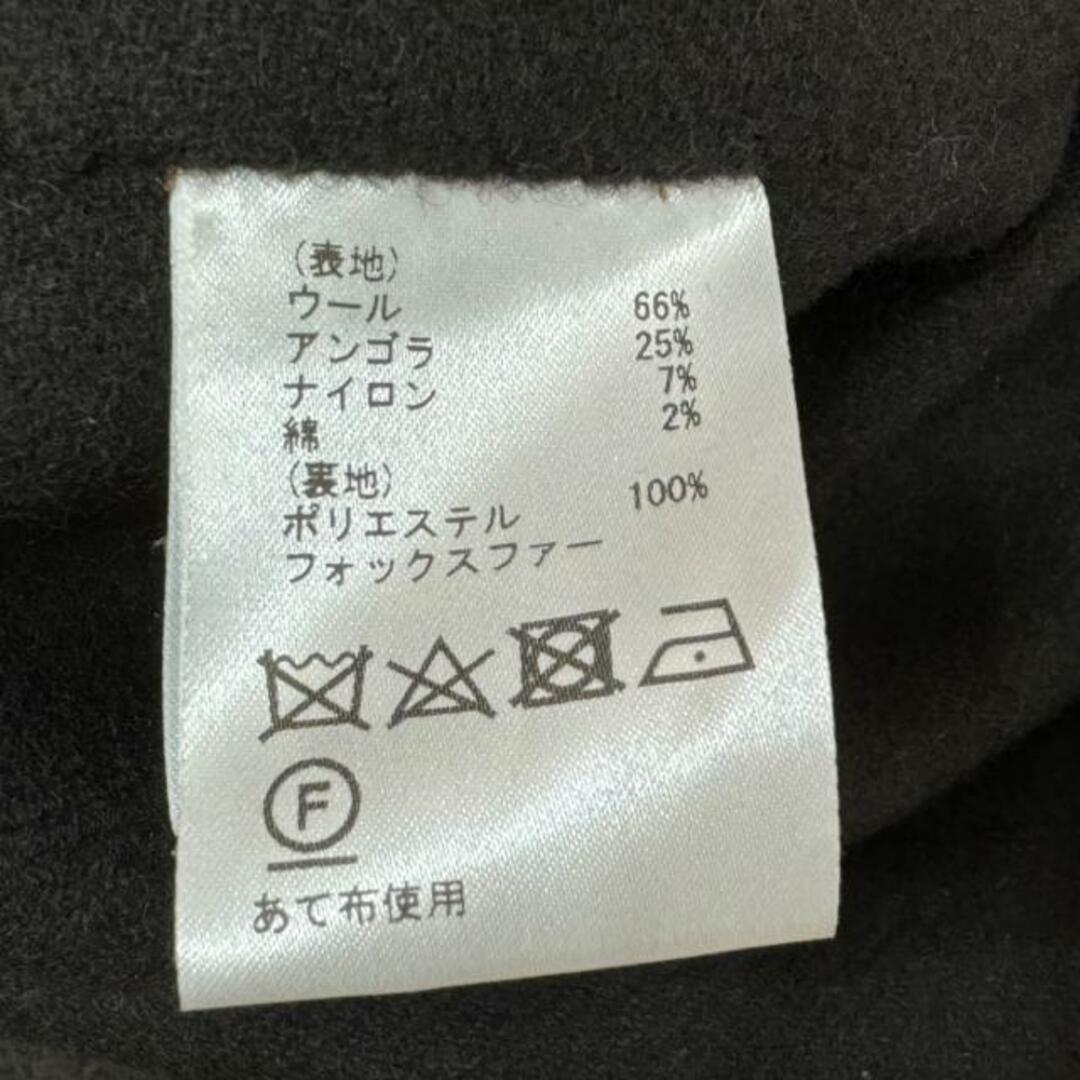 (表地)
ウール 66%
アンゴラ 25%
ナイロン 7%
綿 2%
(裏地)
ポリエステル 100%
フォックスファー
F
あて布使用